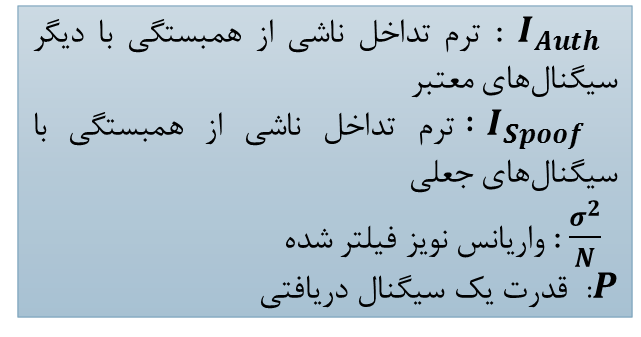 I_Auth : ترم تداخل ناشی از همبستگی با دیگر
سیگنال‌های معتبر
I_Spoof : ترم تداخل ناشی از همبستگی با
سیگنال‌های جعلی
σ²/N : واریانس نویز فیلتر شده
P: قدرت یک سیگنال دریافتی